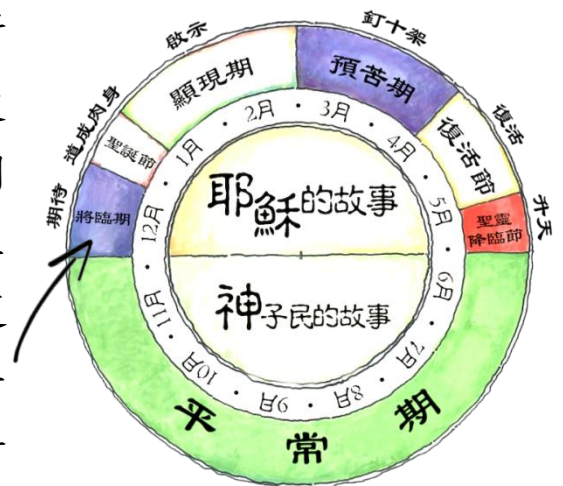 期待
道成肉身
啟示
釘十架
復活
升天
將臨期
聖誕節
顯現期
預苦期
復活節
聖靈
降臨節
平常期
1月
2月
3月
4月
5月
6月
7月
8月
9月
10月
11月
12月
耶穌的故事
神子民的故事